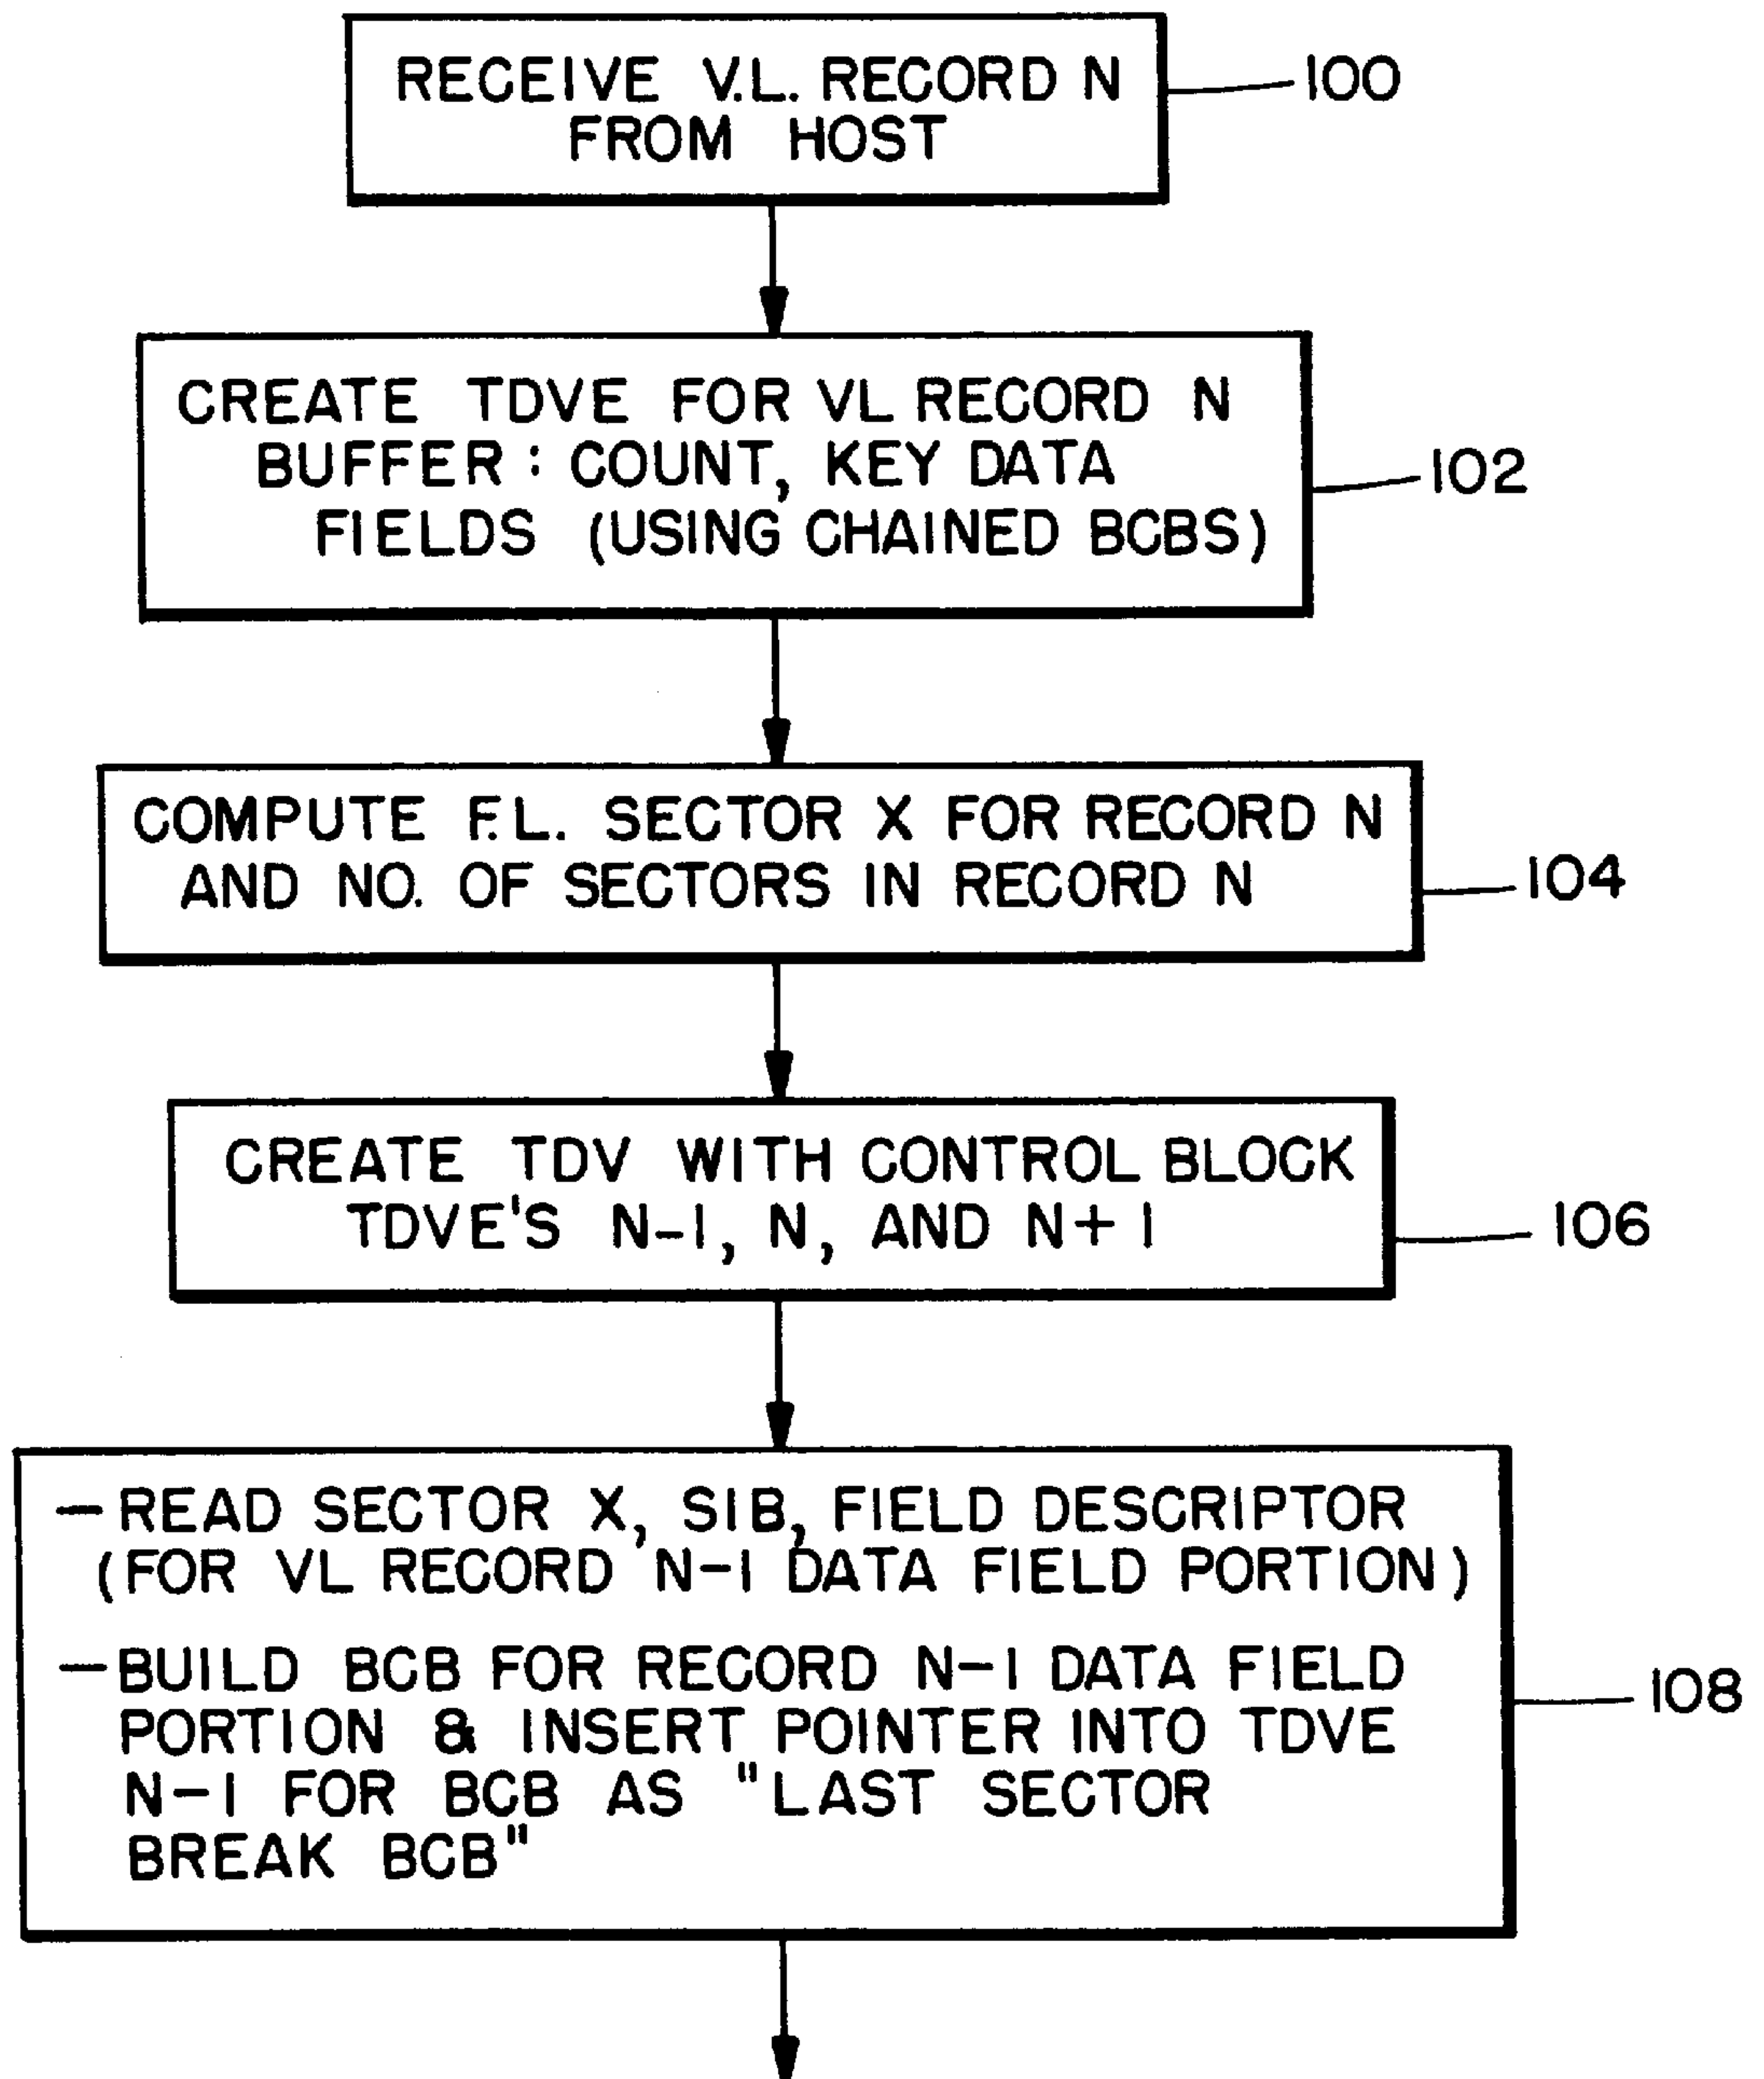 RECEIVE V.L. RECORD N
FROM HOST
100
CREATE TDVE FOR VL RECORD N
BUFFER : COUNT, KEY DATA
FIELDS (USING CHAINED BCBS)
102
COMPUTE F.L. SECTOR X FOR RECORD N
AND NO. OF SECTORS IN RECORD N
104
CREATE TDV WITH CONTROL BLOCK
TDVE'S N-1, N, AND N+1
106
-READ SECTOR X, SIB, FIELD DESCRIPTOR
(FOR VL RECORD N-1 DATA FIELD PORTION)
-BUILD BCB FOR RECORD N-1 DATA FIELD
PORTION & INSERT POINTER INTO TDVE
N-1 FOR BCB AS "LAST SECTOR
BREAK BCB"
108